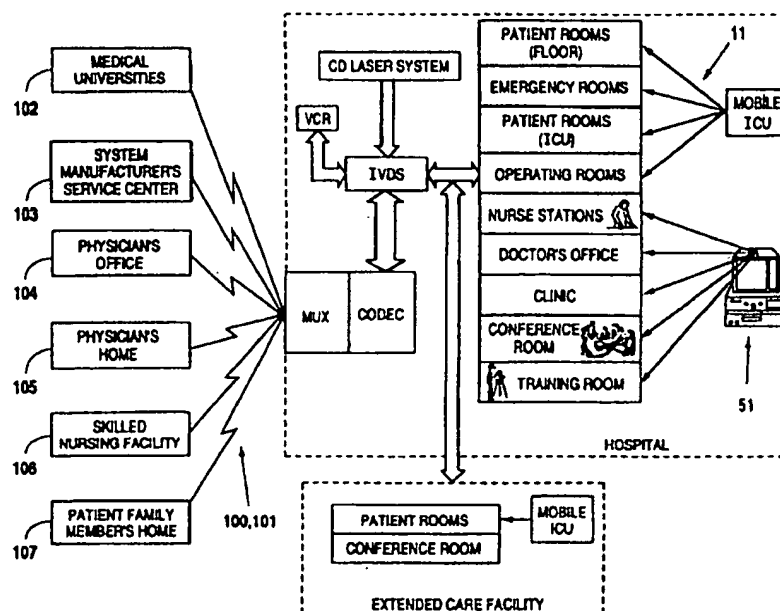 MEDICAL
UNIVERSITIES
102
SYSTEM
MANUFACTURER'S
SERVICE CENTER
103
PHYSICIAN'S
OFFICE
104
PHYSICIAN'S
HOME
105
SKILLED
NURSING FACILITY
106
PATIENT FAMILY
MEMBER'S HOME
107
100,101
CD LASER SYSTEM
VCR
IVDS
MUX
CODEC
PATIENT ROOMS
(FLOOR)
EMERGENCY ROOMS
PATIENT ROOMS
(ICU)
OPERATING ROOMS
NURSE STATIONS
DOCTOR'S OFFICE
CLINIC
CONFERENCE
ROOM
TRAINING ROOM
11
MOBILE
ICU
51
HOSPITAL
PATIENT ROOMS
CONFERENCE ROOM
MOBILE
ICU
EXTENDED CARE FACILITY